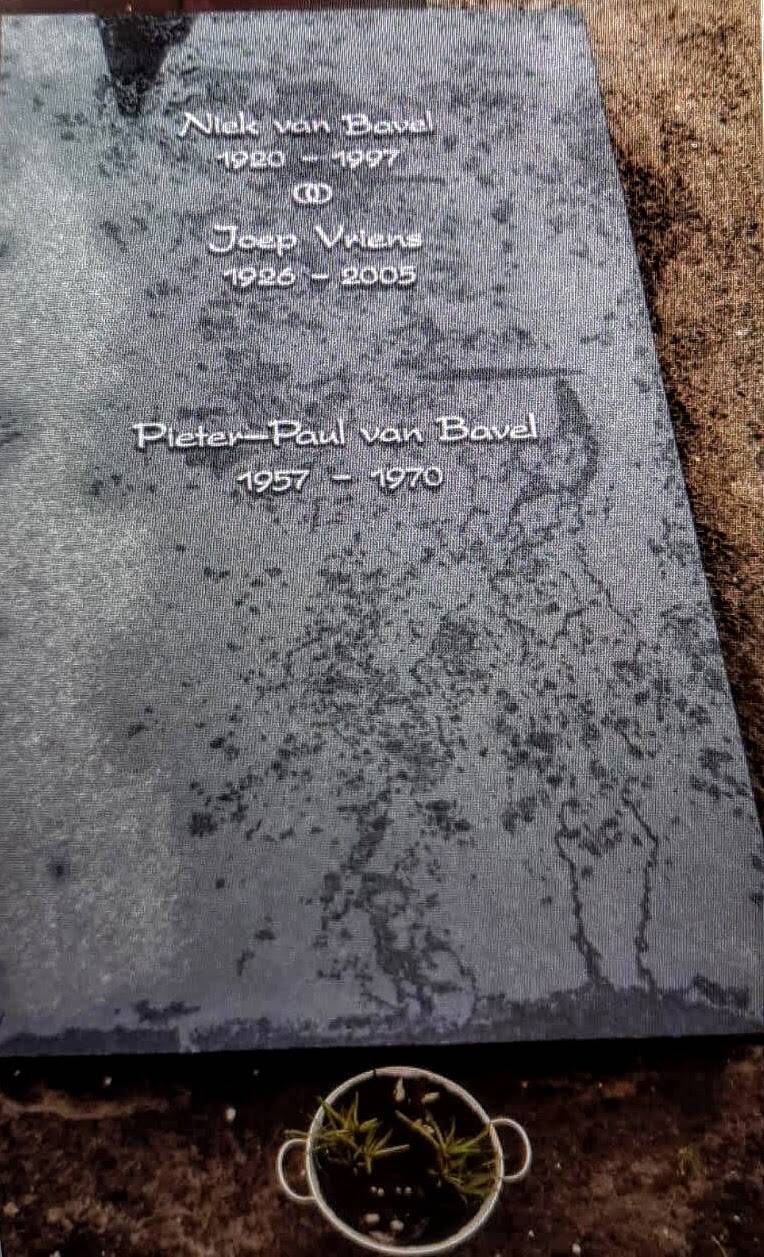 Niek van Bavel
1920 - 1997
Joep Vriens
1926 - 2005
Pieter-Paul van Bavel
1957 - 1970